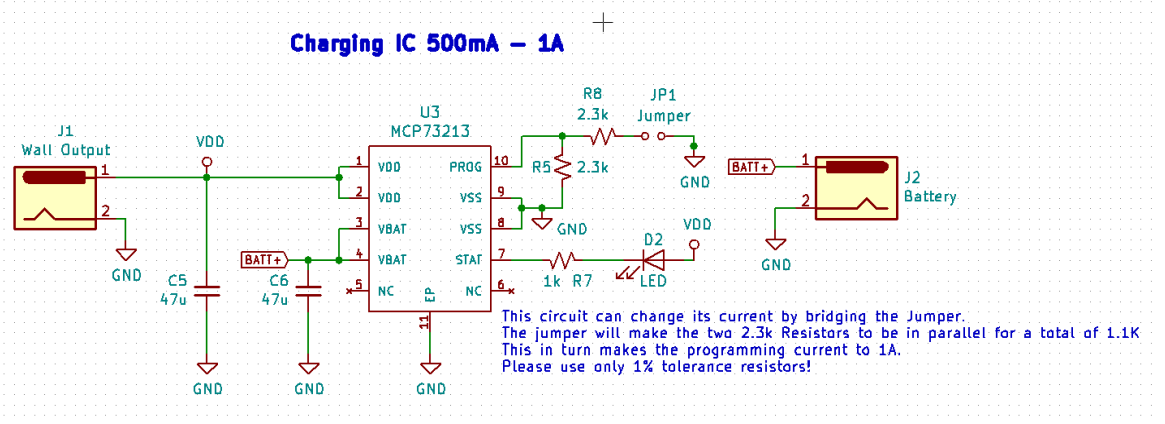 Charging IC 500mA – 1A
R8
2.3k
JP1
Jumper
U3
MCP73213
J1
Wall Output
VDD
1
2
GND
1
VDD
PROG
10
R5
2.3k
GND
2
VDD
VSS
9
3
VBAT
VSS
8
GND
BATT+
4
VBAT
STAT
7
1k
R7
D2
LED
VDD
5
NC
NC
6
EP
11
C5
47u
C6
47u
GND
GND
GND
BATT+
1
2
J2
Battery
GND
This circuit can change its current by bridging the Jumper.
The jumper will make the two 2.3k Resistors to be in parallel for a total of 1.1K
This in turn makes the programming current to 1A.
Please use only 1% tolerance resistors!